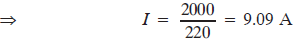 ⇒ I = 2000/220 = 9.09 A